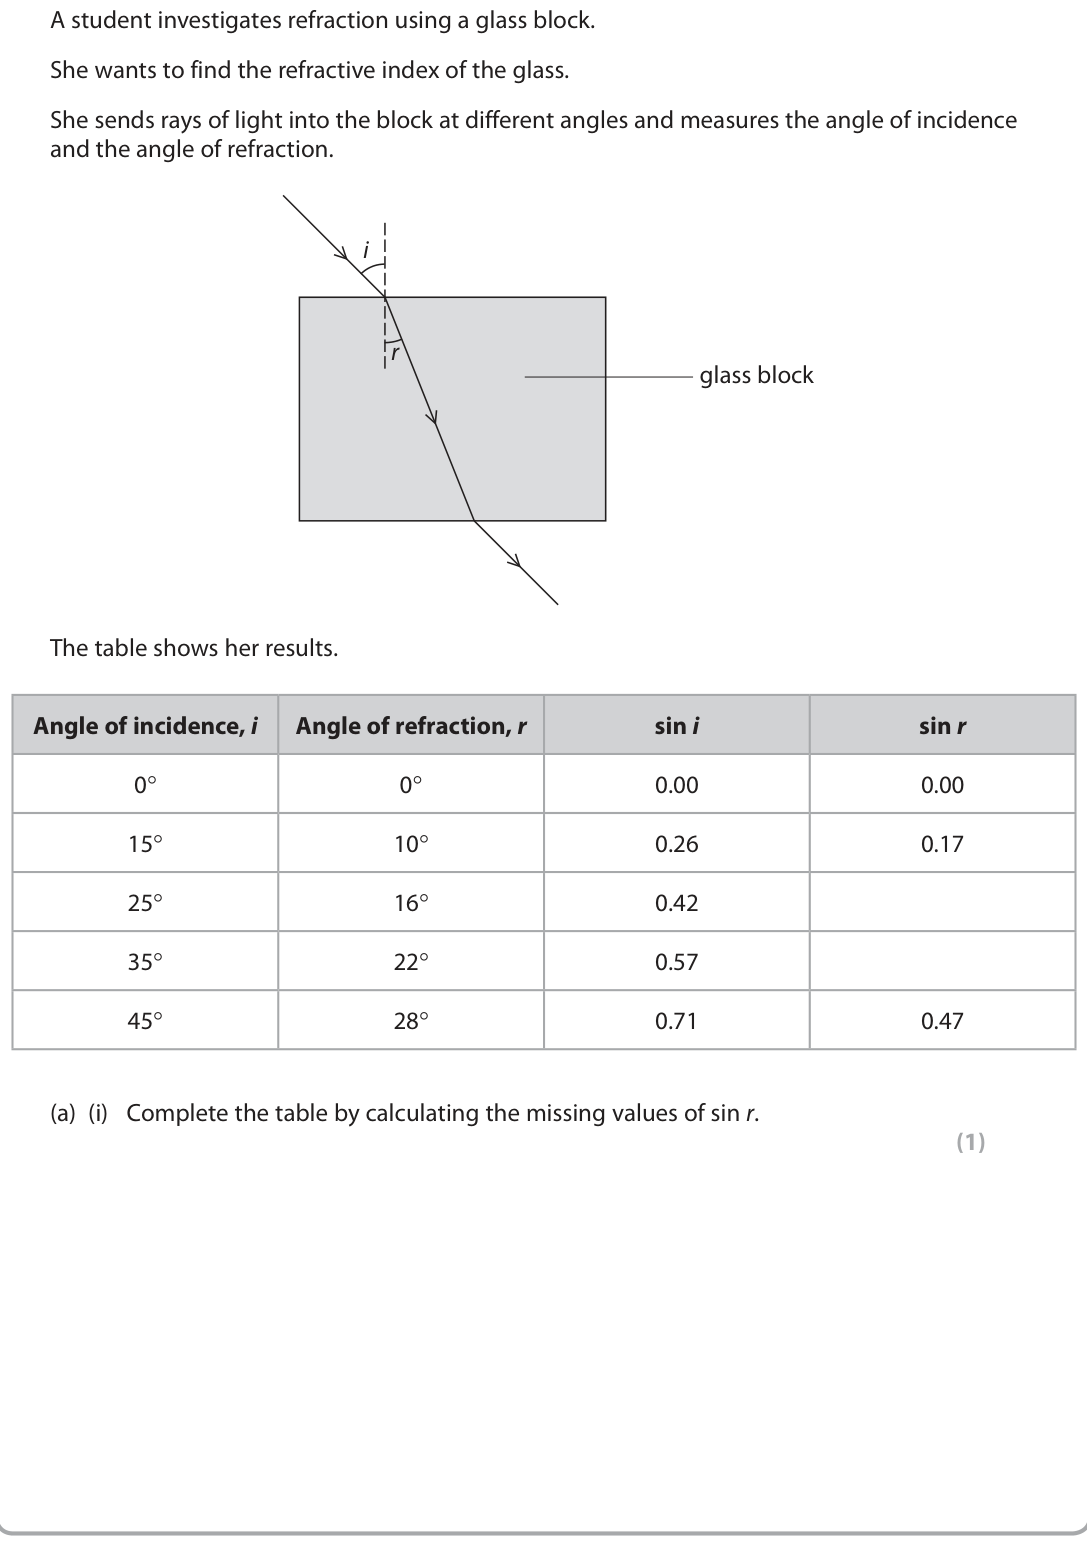 A student investigates refraction using a glass block.
She wants to find the refractive index of the glass.
She sends rays of light into the block at different angles and measures the angle of incidence
and the angle of refraction.
i
r
glass block
The table shows her results.
Angle of incidence, i Angle of refraction, r sin i sin r
0° 0° 0.00 0.00
15° 10° 0.26 0.17
25° 16° 0.42
35° 22° 0.57
45° 28° 0.71 0.47
(a) (i) Complete the table by calculating the missing values of sin r.
(1)